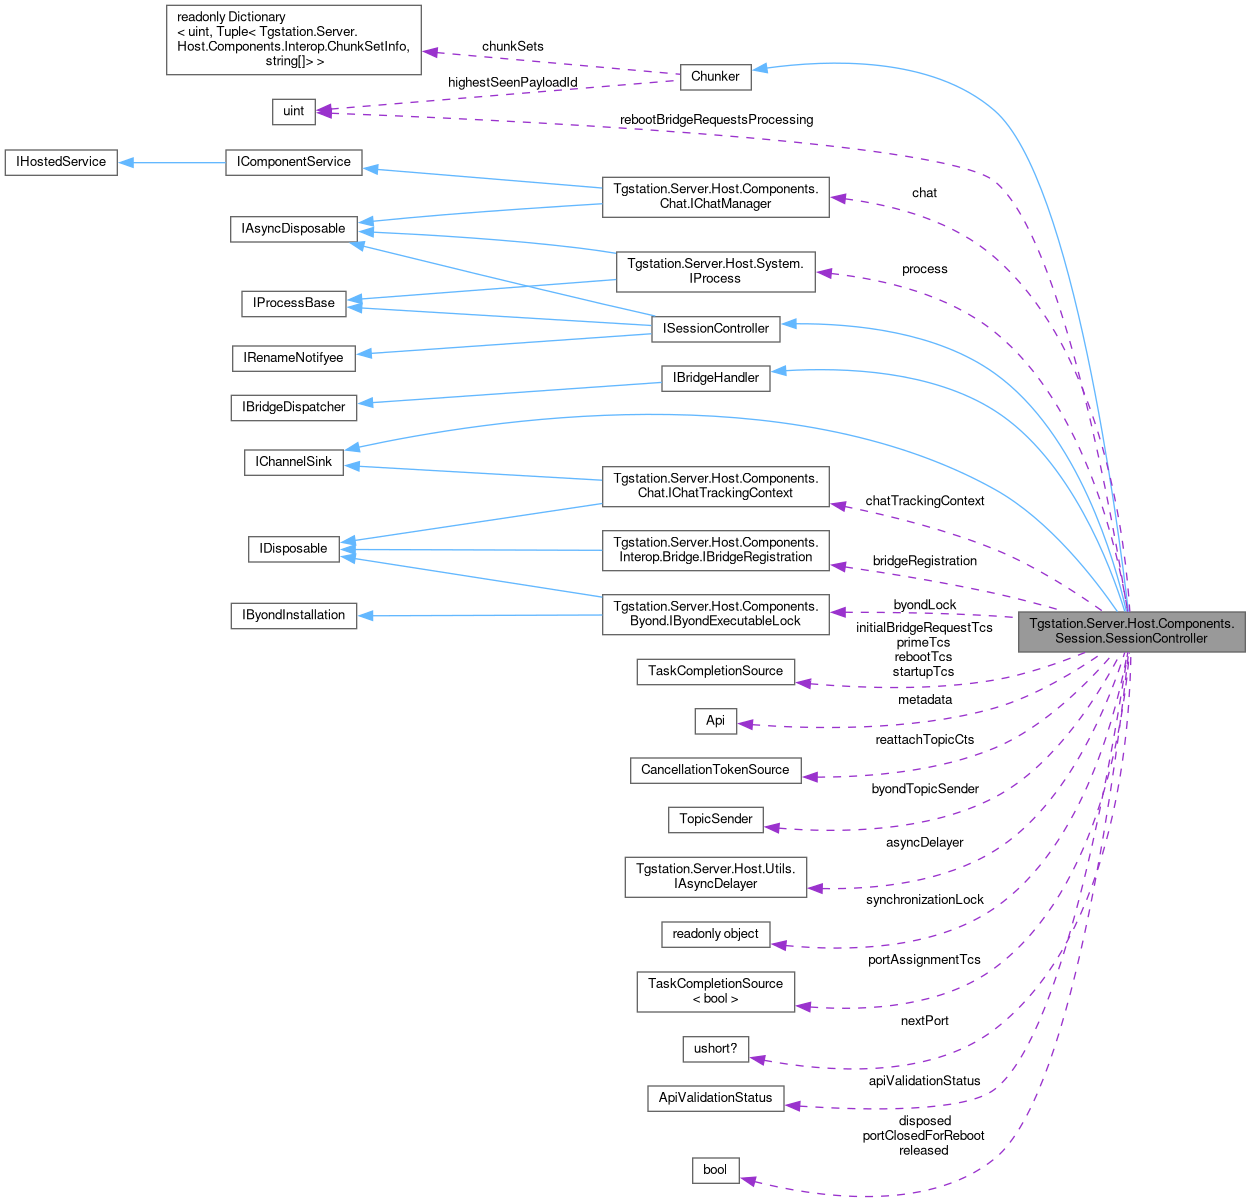 readonly Dictionary
< uint, Tuple< Tgstation.Server.
Host.Components.Interop.ChunkSetInfo,
string[]> >
chunkSets
Chunker
highestSeenPayloadId
uint
rebootBridgeRequestsProcessing
IHostedService
IComponentService
Tgstation.Server.Host.Components.
Chat.IChatManager
chat
IAsyncDisposable
Tgstation.Server.Host.System.
IProcess
process
IProcessBase
ISessionController
IRenameNotifyee
IBridgeHandler
IBridgeDispatcher
IChannelSink
Tgstation.Server.Host.Components.
Chat.IChatTrackingContext
chatTrackingContext
IDisposable
Tgstation.Server.Host.Components.
Interop.Bridge.IBridgeRegistration
bridgeRegistration
IByondInstallation
Tgstation.Server.Host.Components.
Byond.IByondExecutableLock
byondLock
Tgstation.Server.Host.Components.
Session.SessionController
initialBridgeRequestTcs
primeTcs
rebootTcs
startupTcs
TaskCompletionSource
metadata
Api
reattachTopicCts
CancellationTokenSource
byondTopicSender
TopicSender
asyncDelayer
Tgstation.Server.Host.Utils.
IAsyncDelayer
synchronizationLock
readonly object
portAssignmentTcs
TaskCompletionSource
< bool >
nextPort
ushort?
apiValidationStatus
ApiValidationStatus
disposed
portClosedForReboot
released
bool